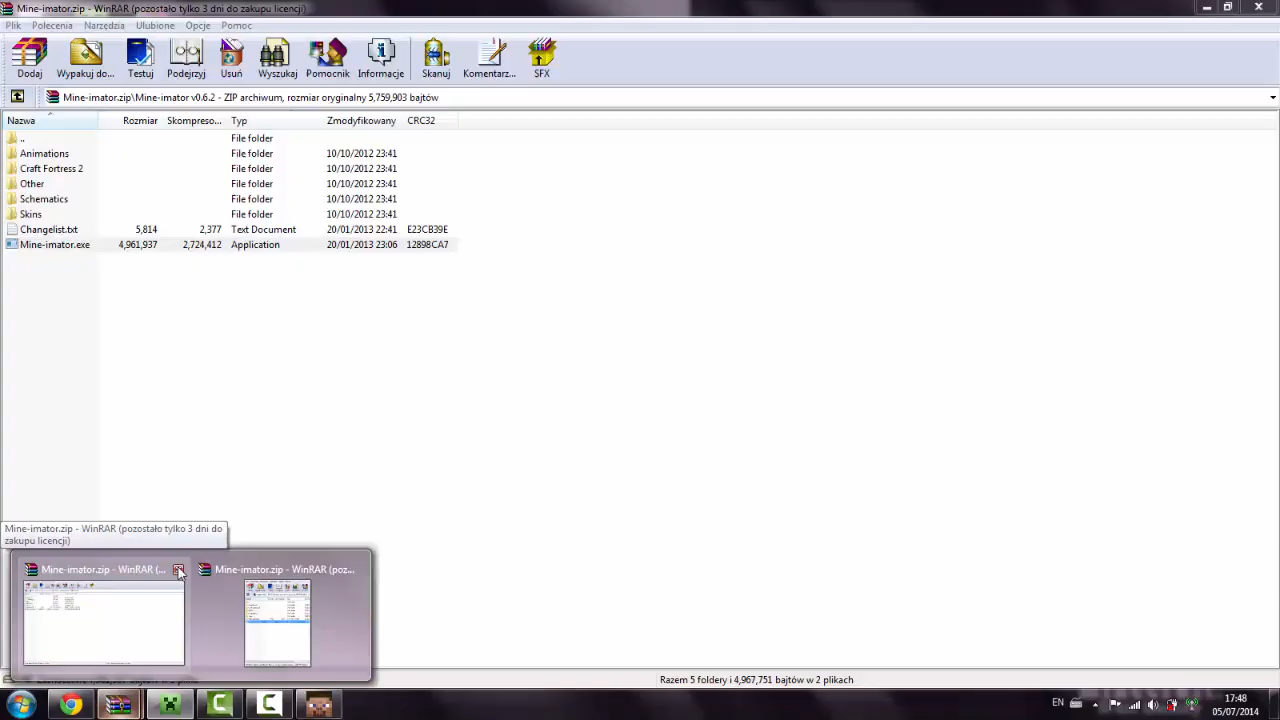 Mine-imator.zip - WinRAR (pozostało tylko 3 dni do zakupu licencji)
Plik Polecenia Narzędzia Ulubione Opcje Pomoc
Dodaj Wypakuj do... Testuj Podejrzyj Usuń Wyszukaj Pomocnik Informacje Skanuj Komentarz... SFX
Mine-imator.zip\Mine-imator v0.6.2 - ZIP archiwum, rozmiar oryginalny 5,759,903 bajtów
Nazwa Rozmiar Skompreso... Typ Zmodyfikowany CRC32
.. File folder
Animations File folder 10/10/2012 23:41
Craft Fortress 2 File folder 10/10/2012 23:41
Other File folder 10/10/2012 23:41
Schematics File folder 10/10/2012 23:41
Skins File folder 10/10/2012 23:41
Changelist.txt 5,814 2,377 Text Document 20/01/2013 22:41 E23CB39E
Mine-imator.exe 4,961,937 2,724,412 Application 20/01/2013 23:06 12898CA7
Mine-imator.zip - WinRAR (pozostało tylko 3 dni do
zakupu licencji)
Mine-imator.zip - WinRAR (... Mine-imator.zip - WinRAR (poz...
Razem 5 foldery i 4,967,751 bajtów w 2 plikach
EN 17:48
05/07/2014